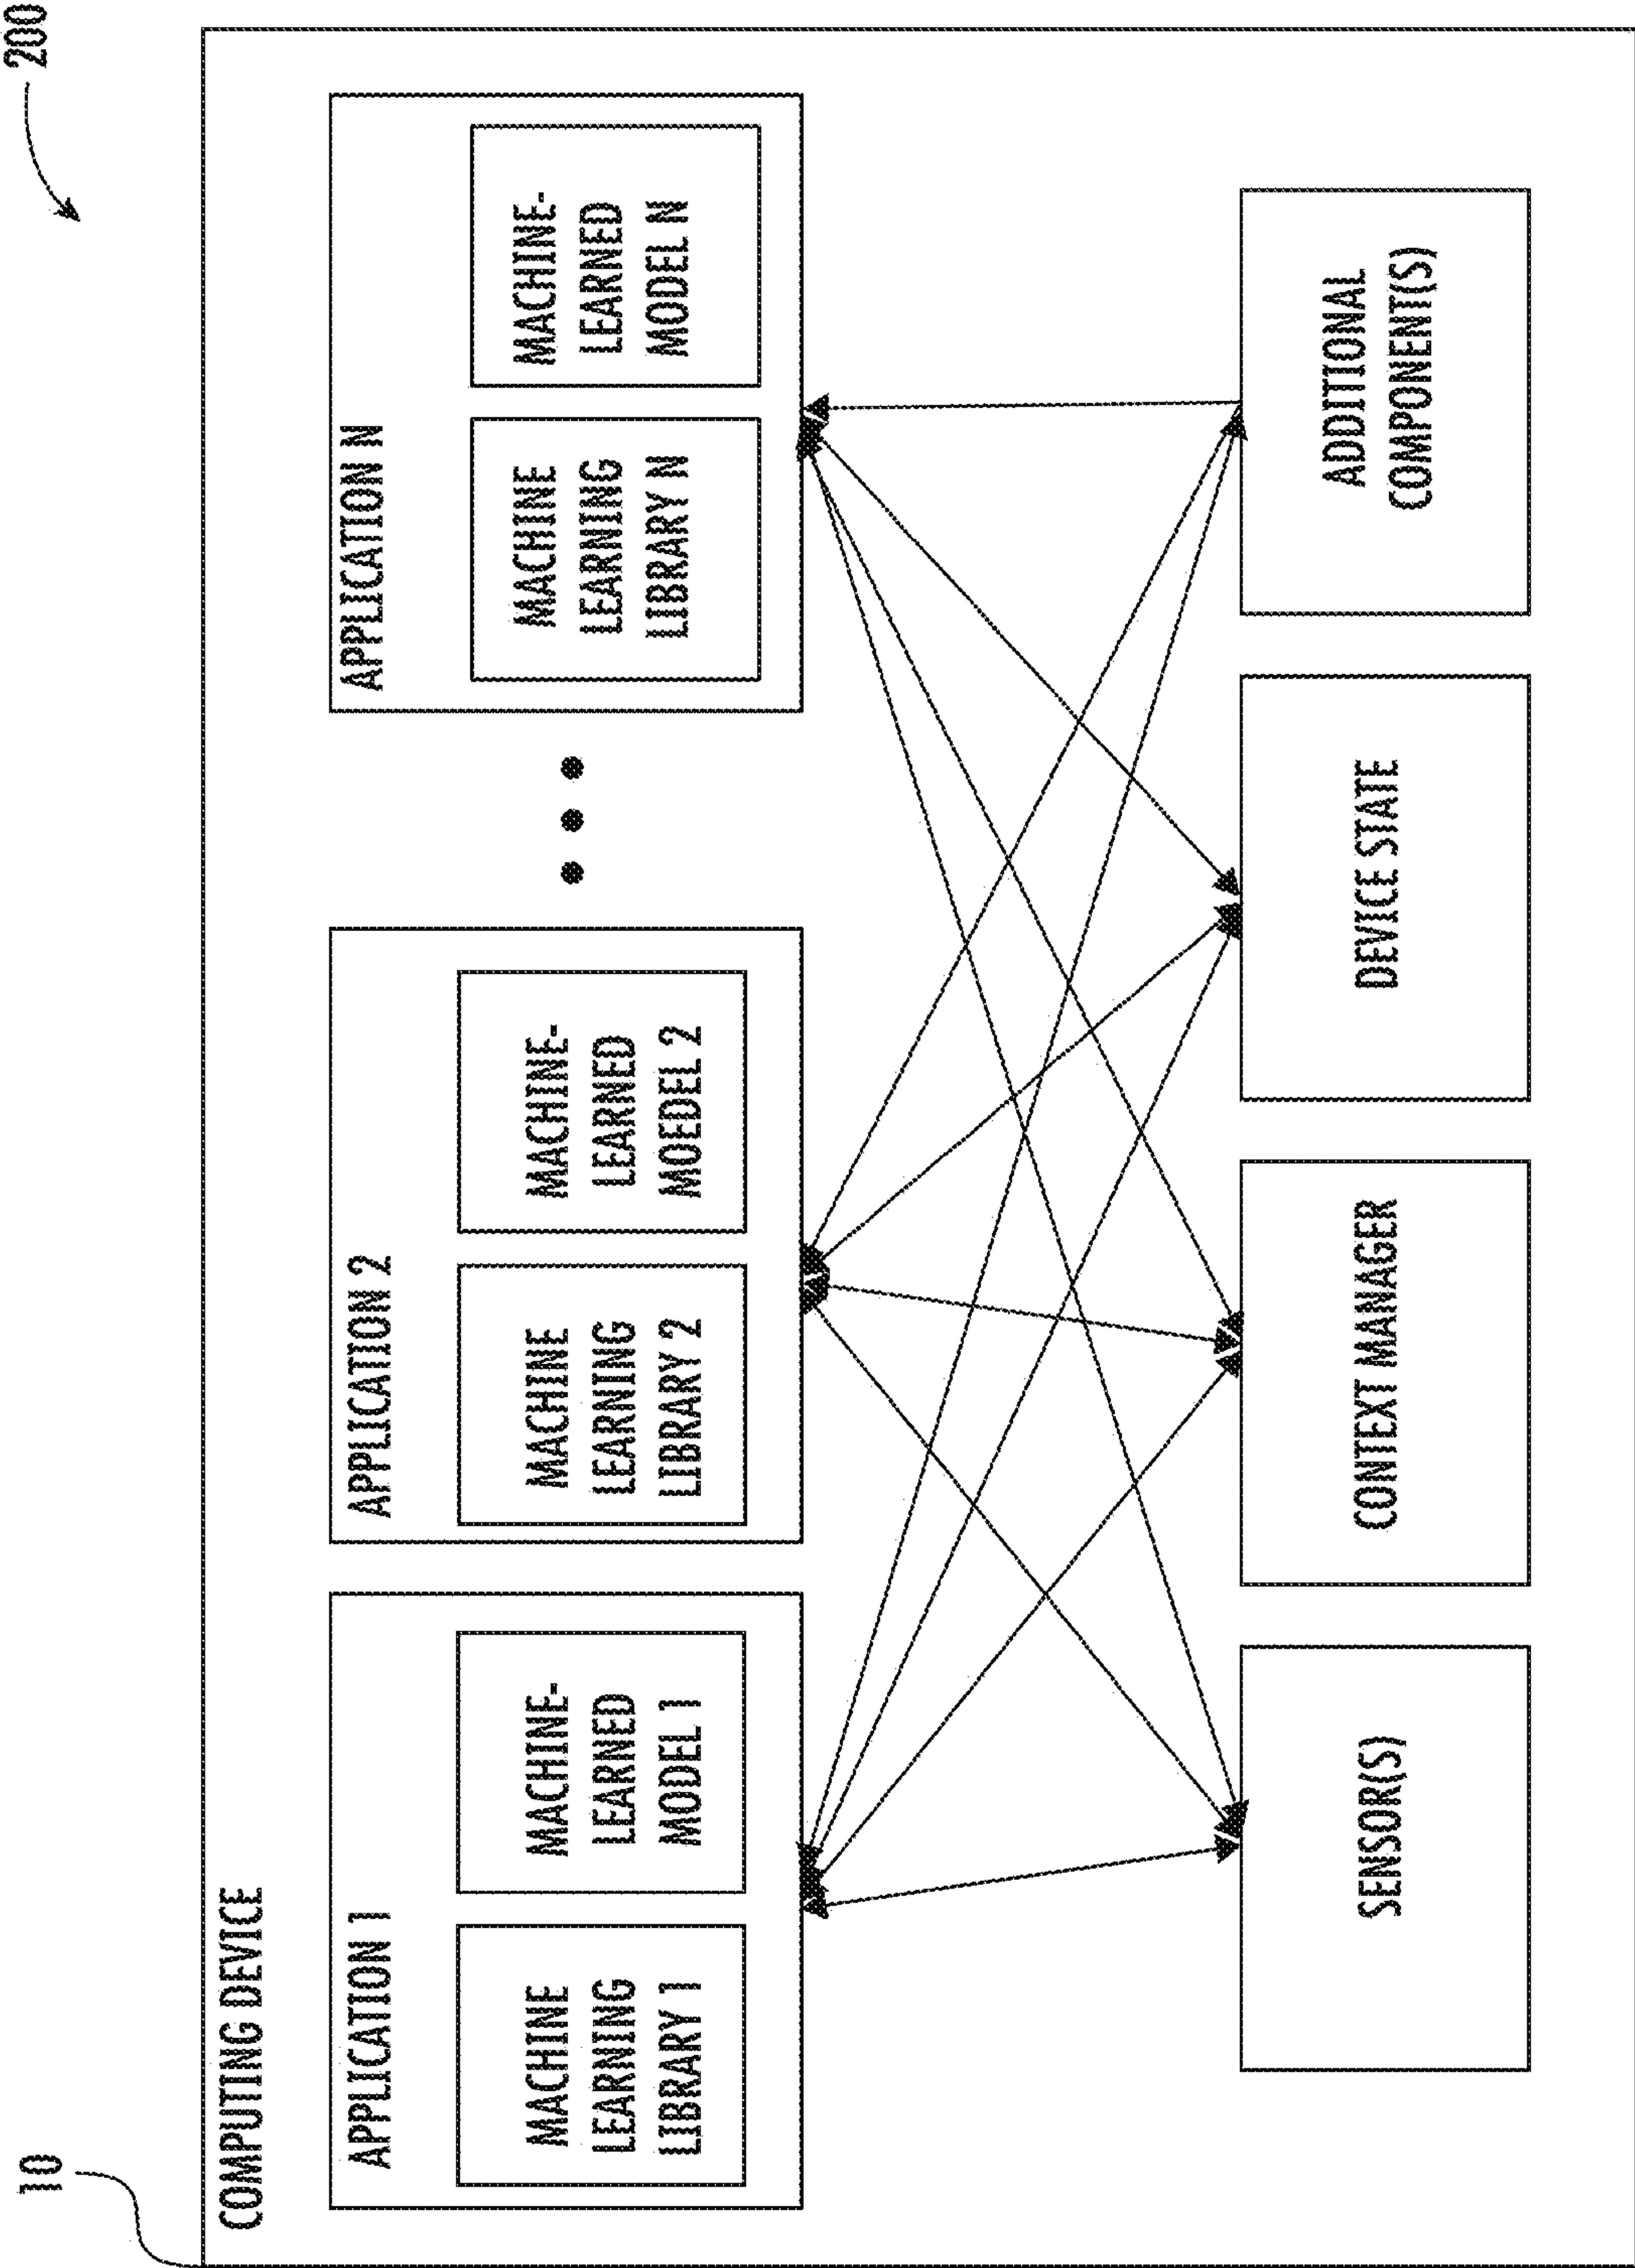 10
200
COMPUTING DEVICE
APPLICATION 1
MACHINE
LEARNING
LIBRARY 1
MACHINE-
LEARNED
MODEL 1
APPLICATION 2
MACHINE
LEARNING
LIBRARY 2
MACHINE-
LEARNED
MOEDEL 2
APPLICATION N
MACHINE
LEARNING
LIBRARY N
MACHINE-
LEARNED
MODEL N
SENSOR(S)
CONTEXT MANAGER
DEVICE STATE
ADDITIONAL
COMPONENT(S)